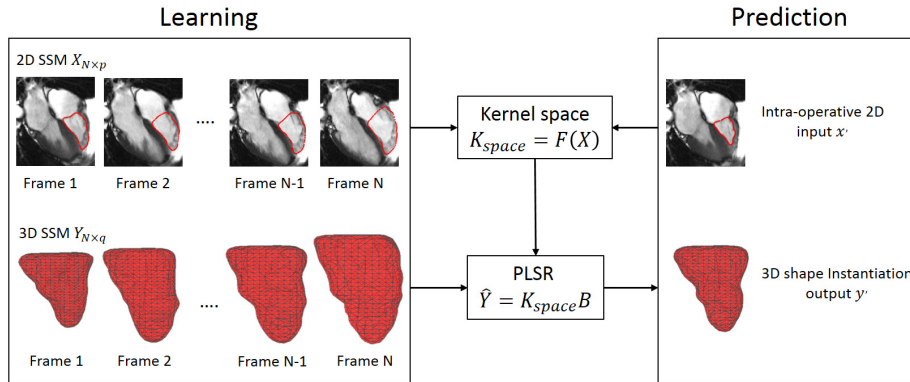 Learning
Prediction
2D SSM X_{N×p}
....
Frame 1 Frame 2 Frame N-1 Frame N
3D SSM Y_{N×q}
....
Frame 1 Frame 2 Frame N-1 Frame N
Kernel space
K_{space} = F(X)
PLSR
Ŷ = K_{space}B
Intra-operative 2D
input x'
3D shape Instantiation
output y'